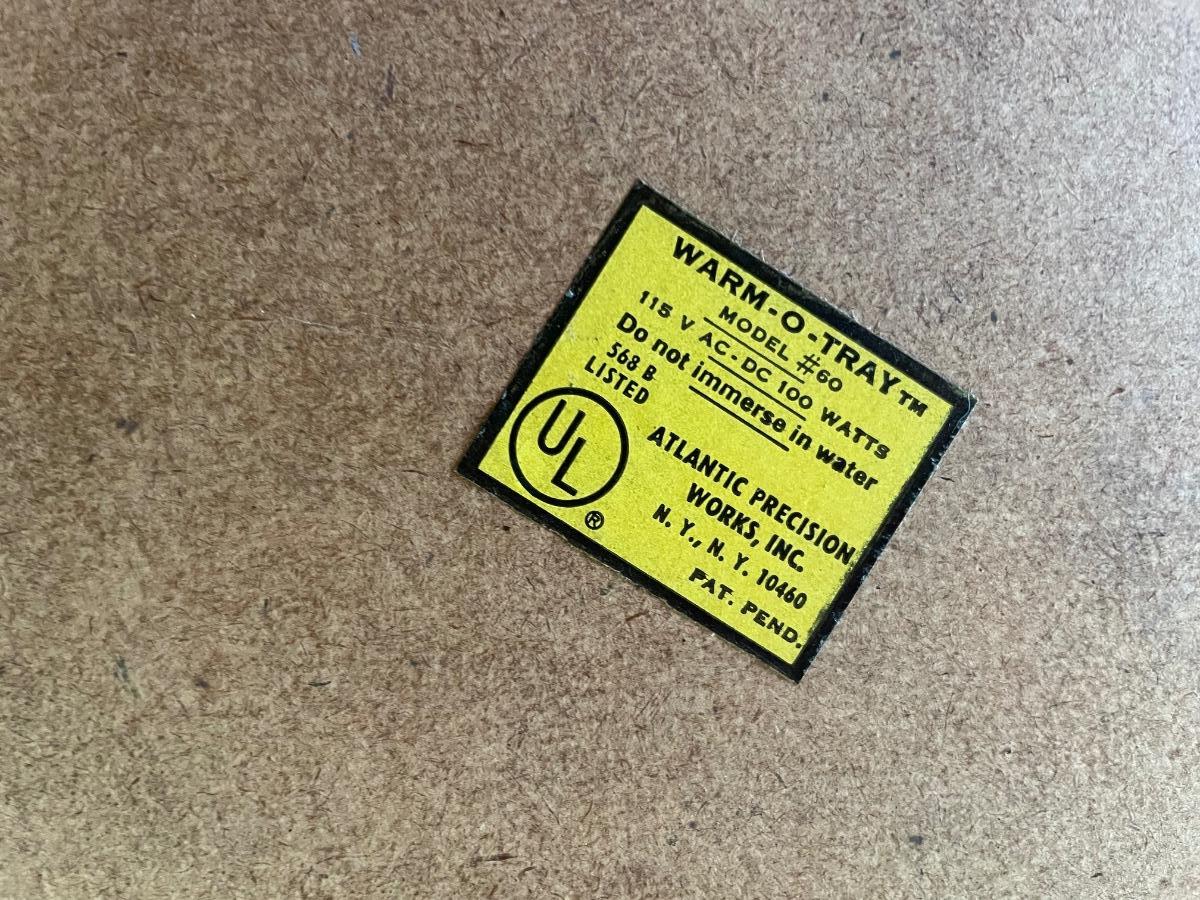 WARM-O-TRAY™
MODEL #60
115 V AC-DC 100 WATTS
Do not immerse in water
568 B
LISTED
UL
®
ATLANTIC PRECISION
WORKS, INC.
N. Y., N. Y. 10460
PAT. PEND.